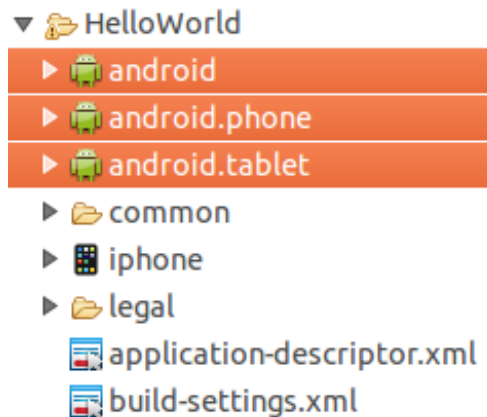 HelloWorld
android
android.phone
android.tablet
common
iphone
legal
application-descriptor.xml
build-settings.xml